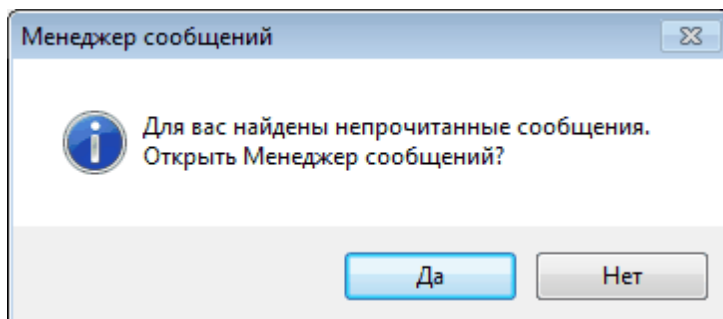 Менеджер сообщений
Для вас найдены непрочитанные сообщения.
Открыть Менеджер сообщений?
Да
Нет